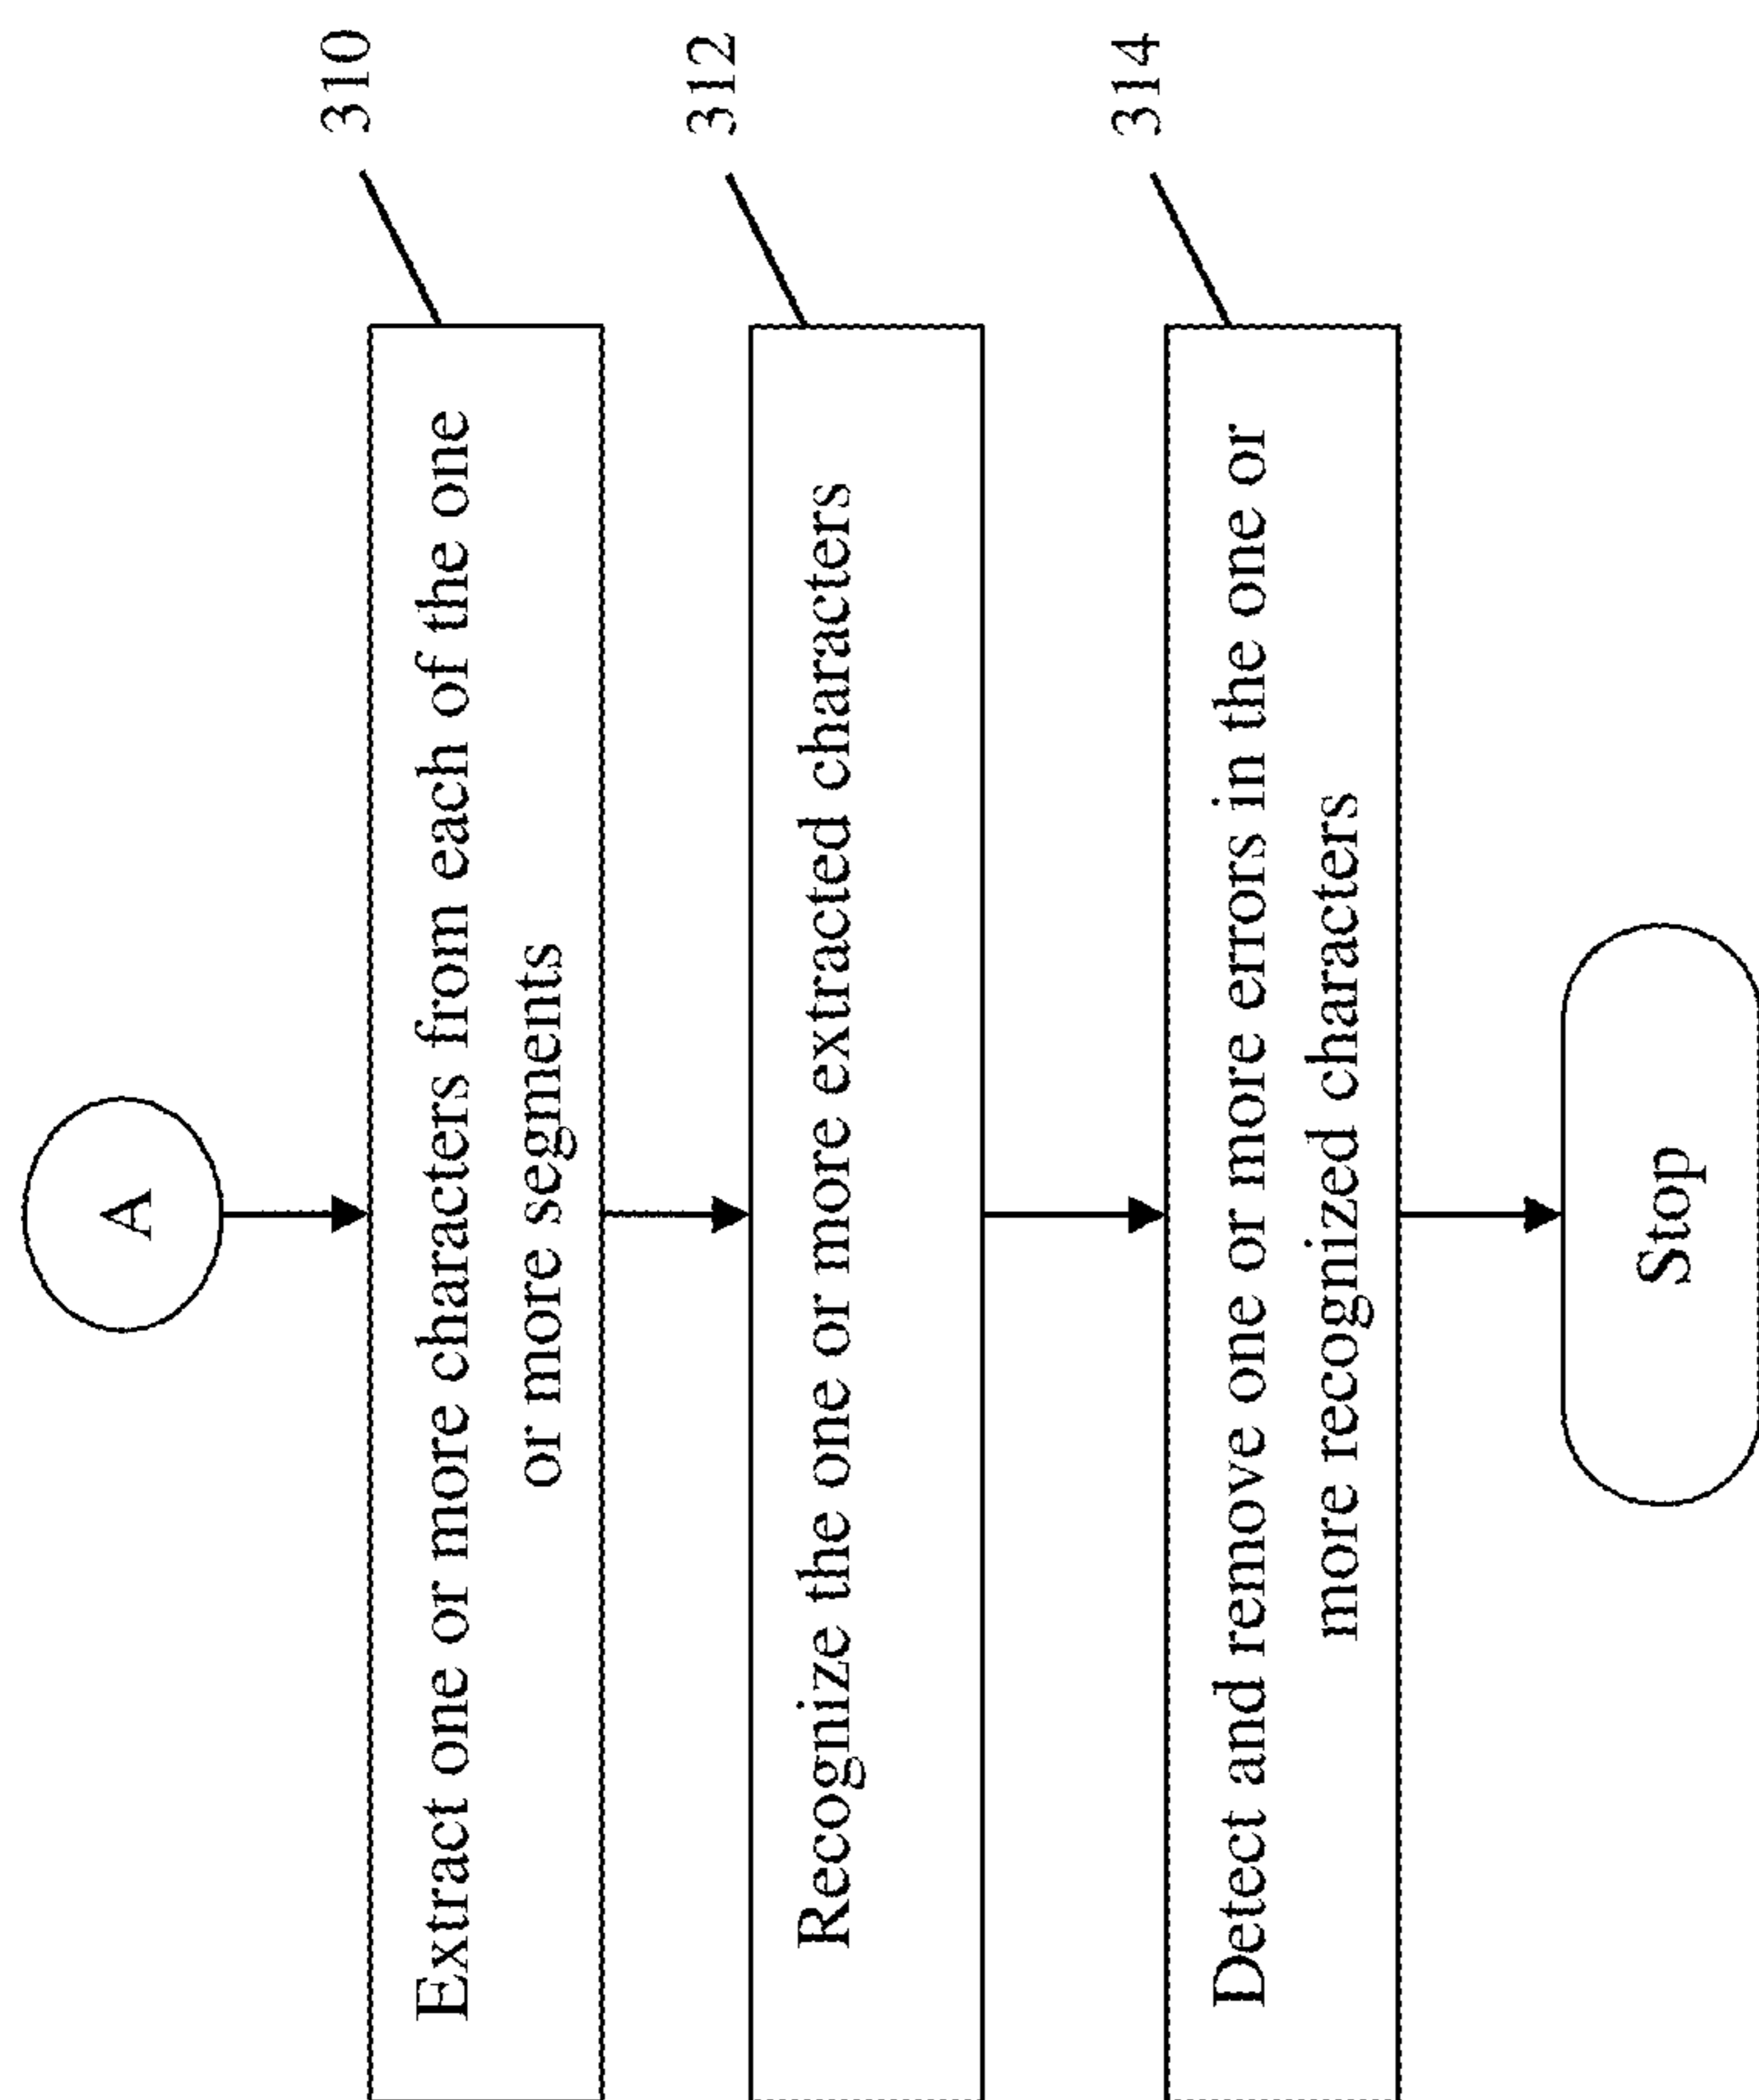 A
Extract one or more characters from each of the one
or more segments
310
Recognize the one or more extracted characters
312
Detect and remove one or more errors in the one or
more recognized characters
314
Stop